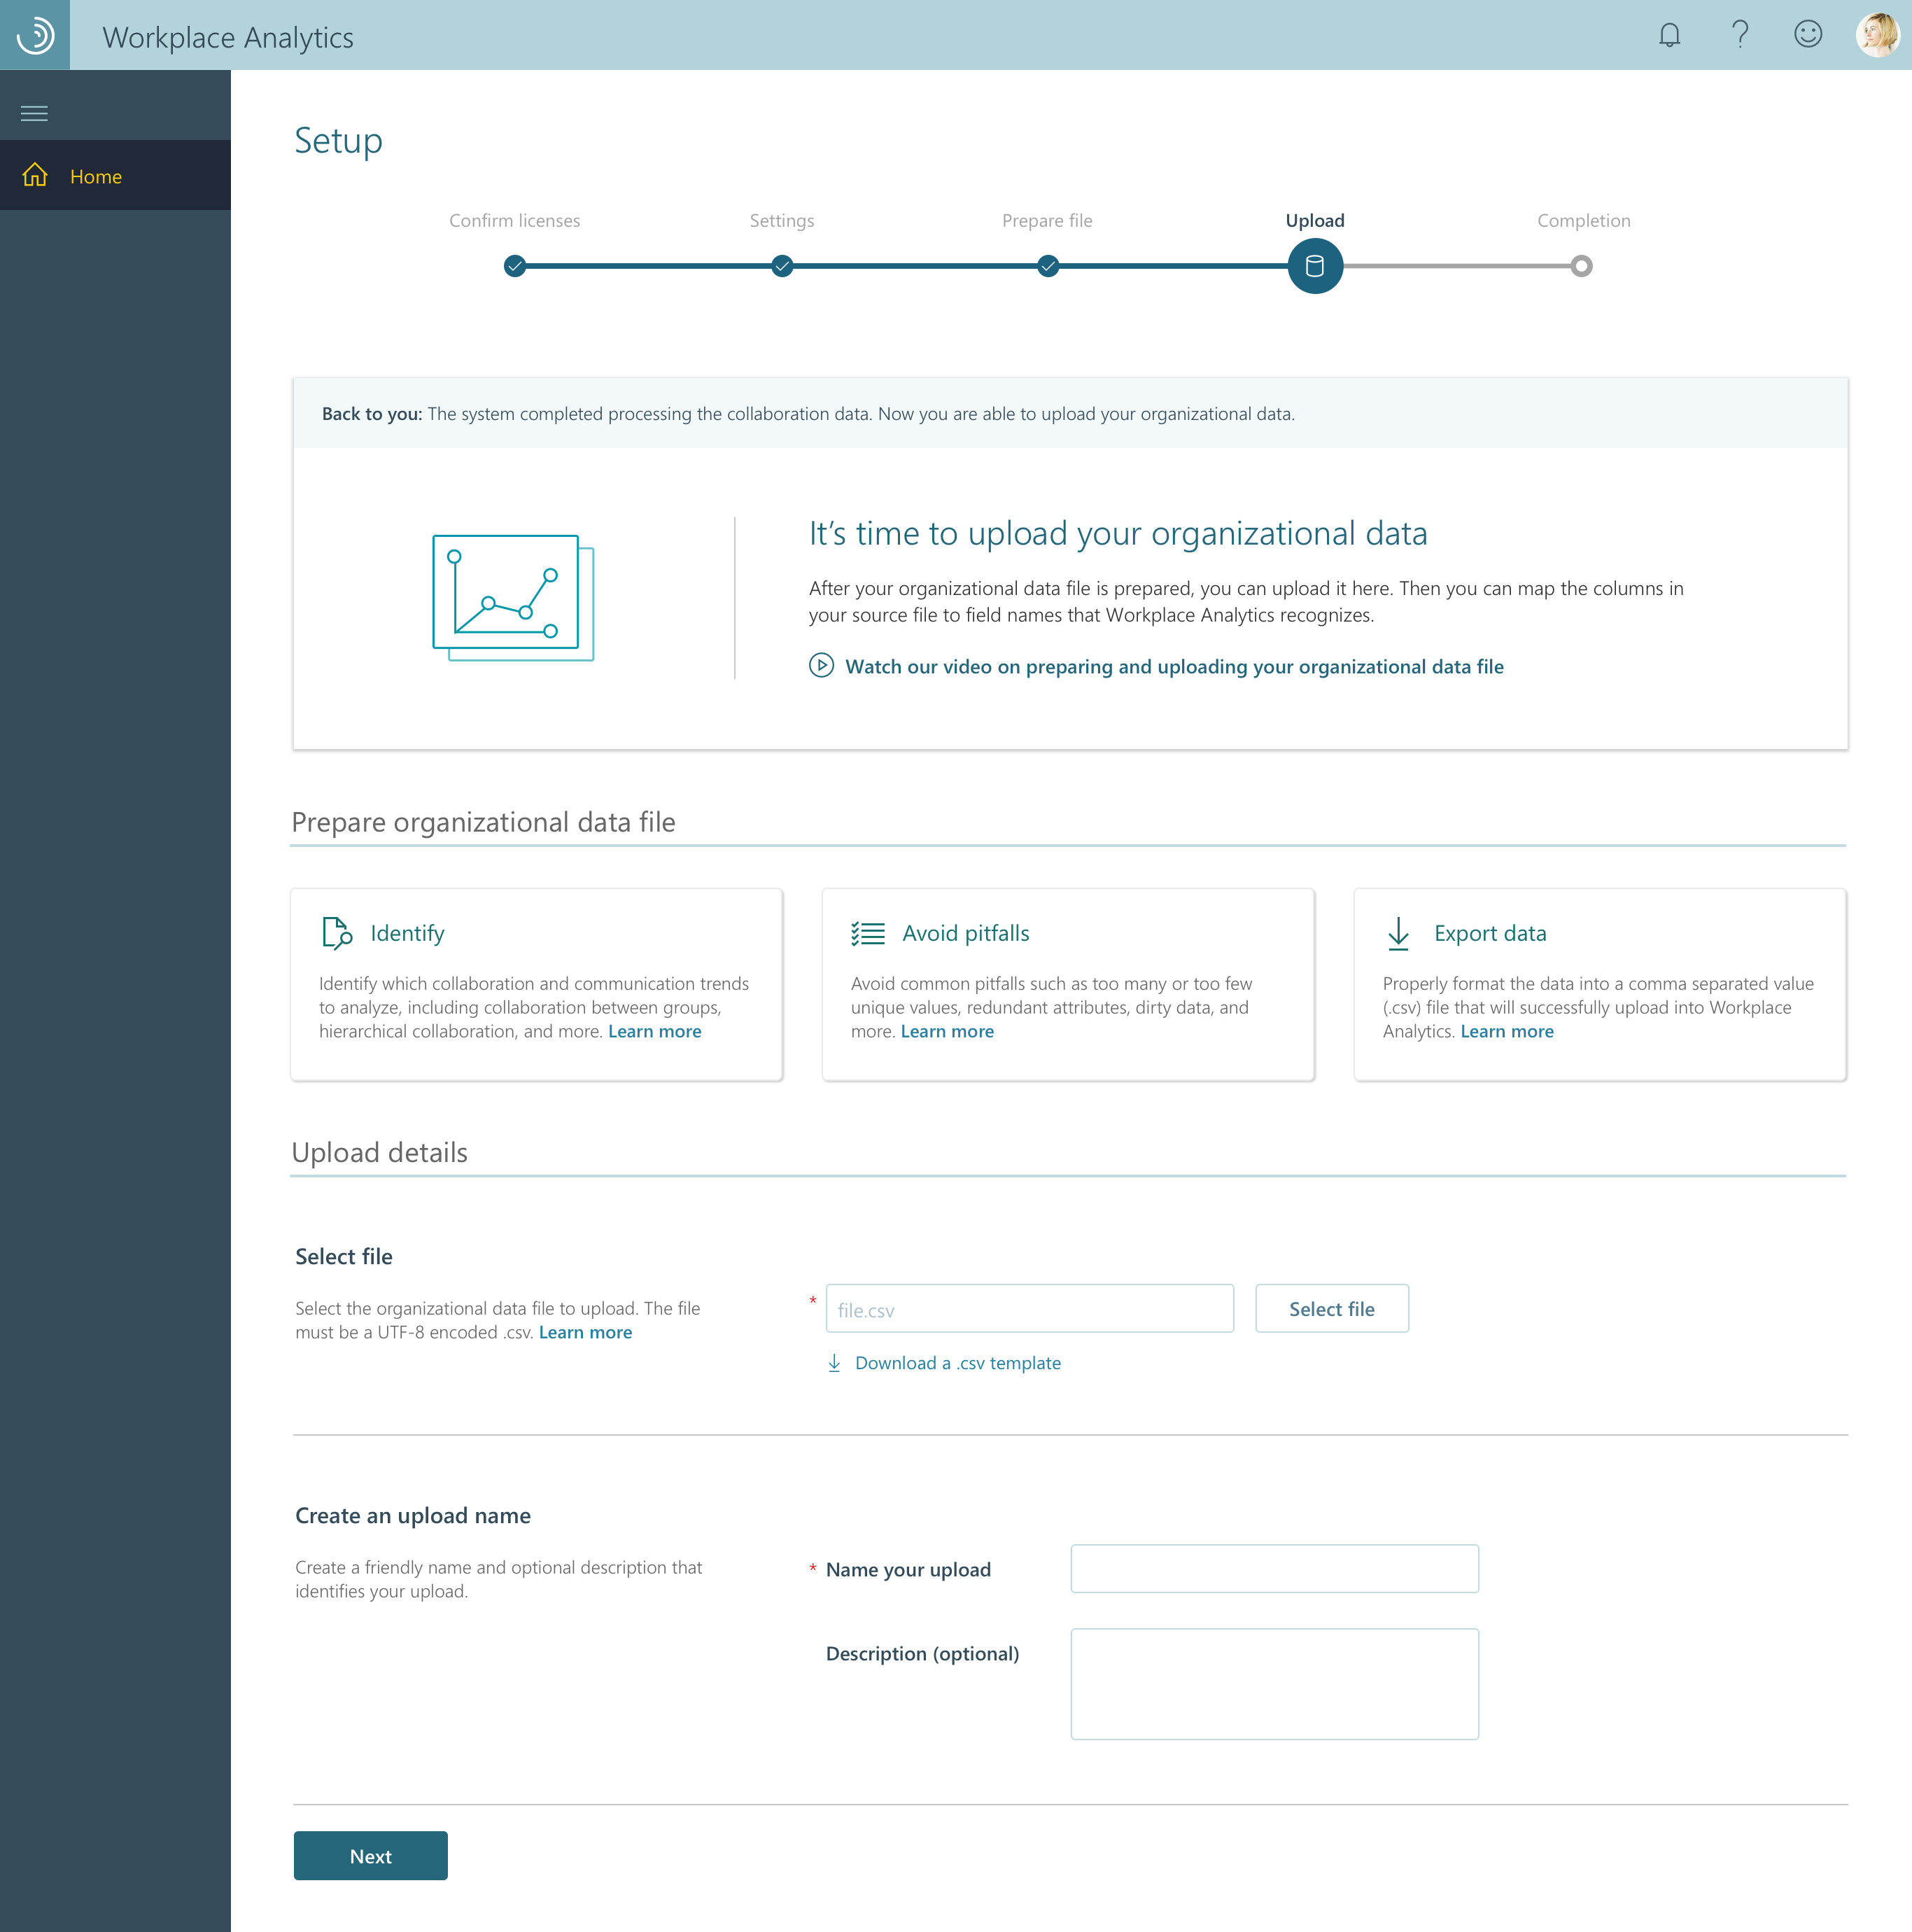 Workplace Analytics
Home
Setup
Confirm licenses
Settings
Prepare file
Upload
Completion
Back to you: The system completed processing the collaboration data. Now you are able to upload your organizational data.
It's time to upload your organizational data
After your organizational data file is prepared, you can upload it here. Then you can map the columns in
your source file to field names that Workplace Analytics recognizes.
Watch our video on preparing and uploading your organizational data file
Prepare organizational data file
Identify
Identify which collaboration and communication trends
to analyze, including collaboration between groups,
hierarchical collaboration, and more. Learn more
Avoid pitfalls
Avoid common pitfalls such as too many or too few
unique values, redundant attributes, dirty data, and
more. Learn more
Export data
Properly format the data into a comma separated value
(.csv) file that will successfully upload into Workplace
Analytics. Learn more
Upload details
Select file
Select the organizational data file to upload. The file
must be a UTF-8 encoded .csv. Learn more
* file.csv
Select file
Download a .csv template
Create an upload name
Create a friendly name and optional description that
identifies your upload.
* Name your upload
Description (optional)
Next